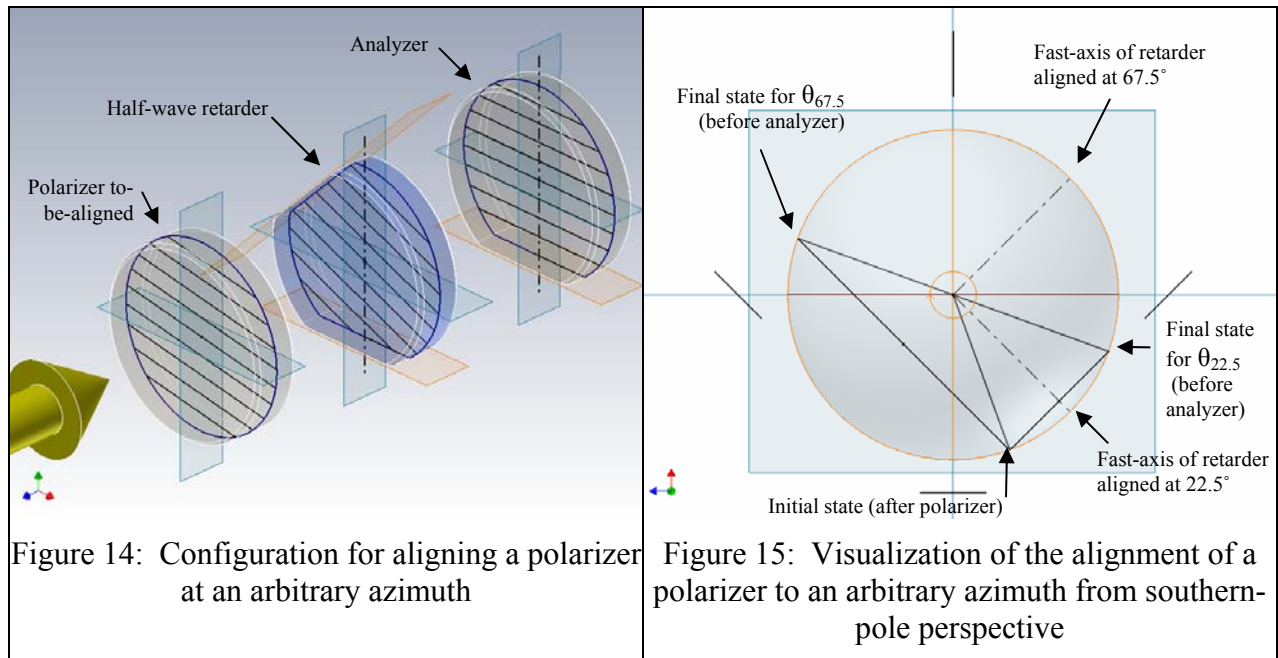 Analyzer
Half-wave retarder
Polarizer to-
be-aligned
Figure 14:  Configuration for aligning a polarizer
at an arbitrary azimuth
Fast-axis of retarder
aligned at 67.5˚
Final state for θ67.5
(before analyzer)
Final state
for θ22.5
(before
analyzer)
Fast-axis of retarder
aligned at 22.5˚
Initial state (after polarizer)
Figure 15:  Visualization of the alignment of a
polarizer to an arbitrary azimuth from southern-
pole perspective